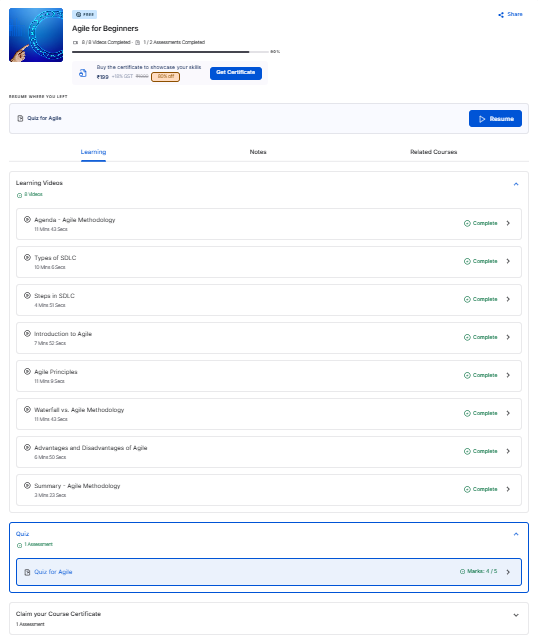 FREE
Share
Agile for Beginners
8 / 8 Videos Completed · 1 / 2 Assessments Completed
90%
Buy the certificate to showcase your skills
₹199 +18% GST 60% off
Get Certificate
RESUME WHERE YOU LEFT
Quiz for Agile
Resume
Learning Notes Related Courses
Learning Videos
8 Videos
Agenda - Agile Methodology
11 Mins 43 Secs
Complete
Types of SDLC
10 Mins 6 Secs
Complete
Steps in SDLC
4 Mins 51 Secs
Complete
Introduction to Agile
7 Mins 52 Secs
Complete
Agile Principles
11 Mins 9 Secs
Complete
Waterfall vs. Agile Methodology
11 Mins 43 Secs
Complete
Advantages and Disadvantages of Agile
6 Mins 50 Secs
Complete
Summary - Agile Methodology
3 Mins 23 Secs
Complete
Quiz
1 Assessment
Quiz for Agile
Marks: 4 / 5
Claim your Course Certificate
1 Assessment